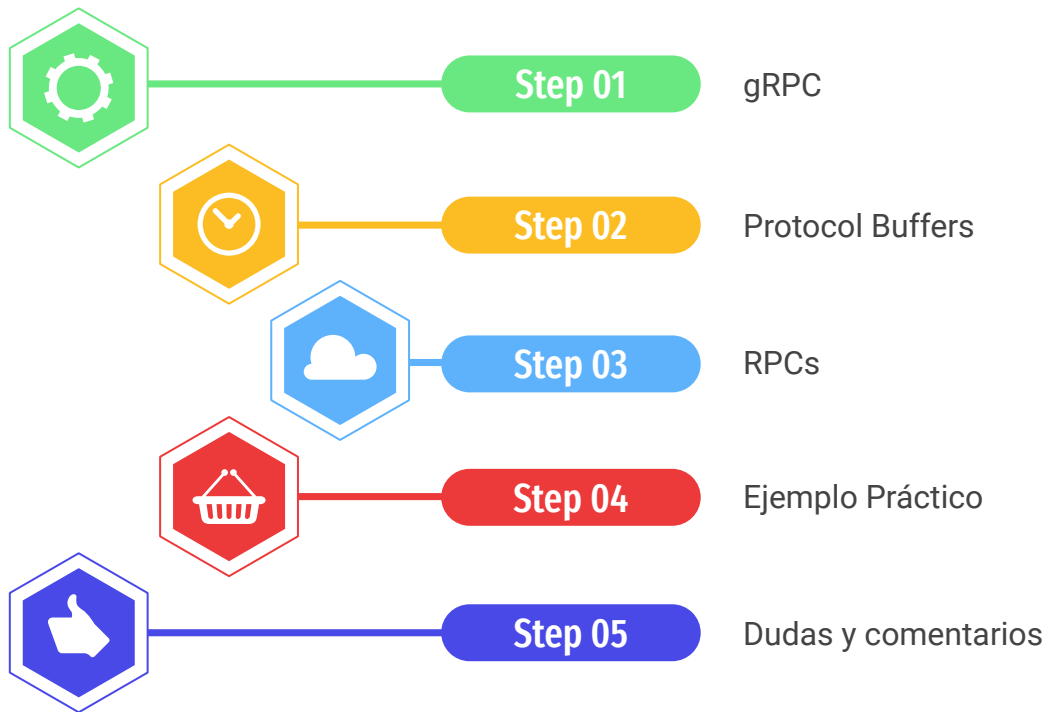 Step 01
gRPC
Step 02
Protocol Buffers
Step 03
RPCs
Step 04
Ejemplo Práctico
Step 05
Dudas y comentarios